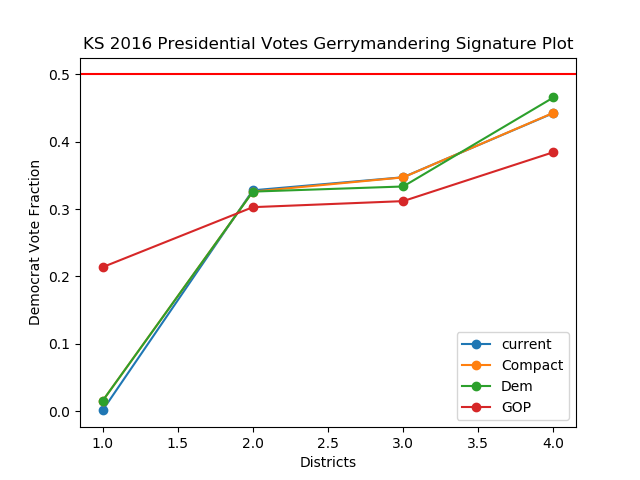 KS 2016 Presidential Votes Gerrymandering Signature Plot
Democrat Vote Fraction
0.5
0.4
0.3
0.2
0.1
0.0
current
Compact
Dem
GOP
1.0 1.5 2.0 2.5 3.0 3.5 4.0
Districts